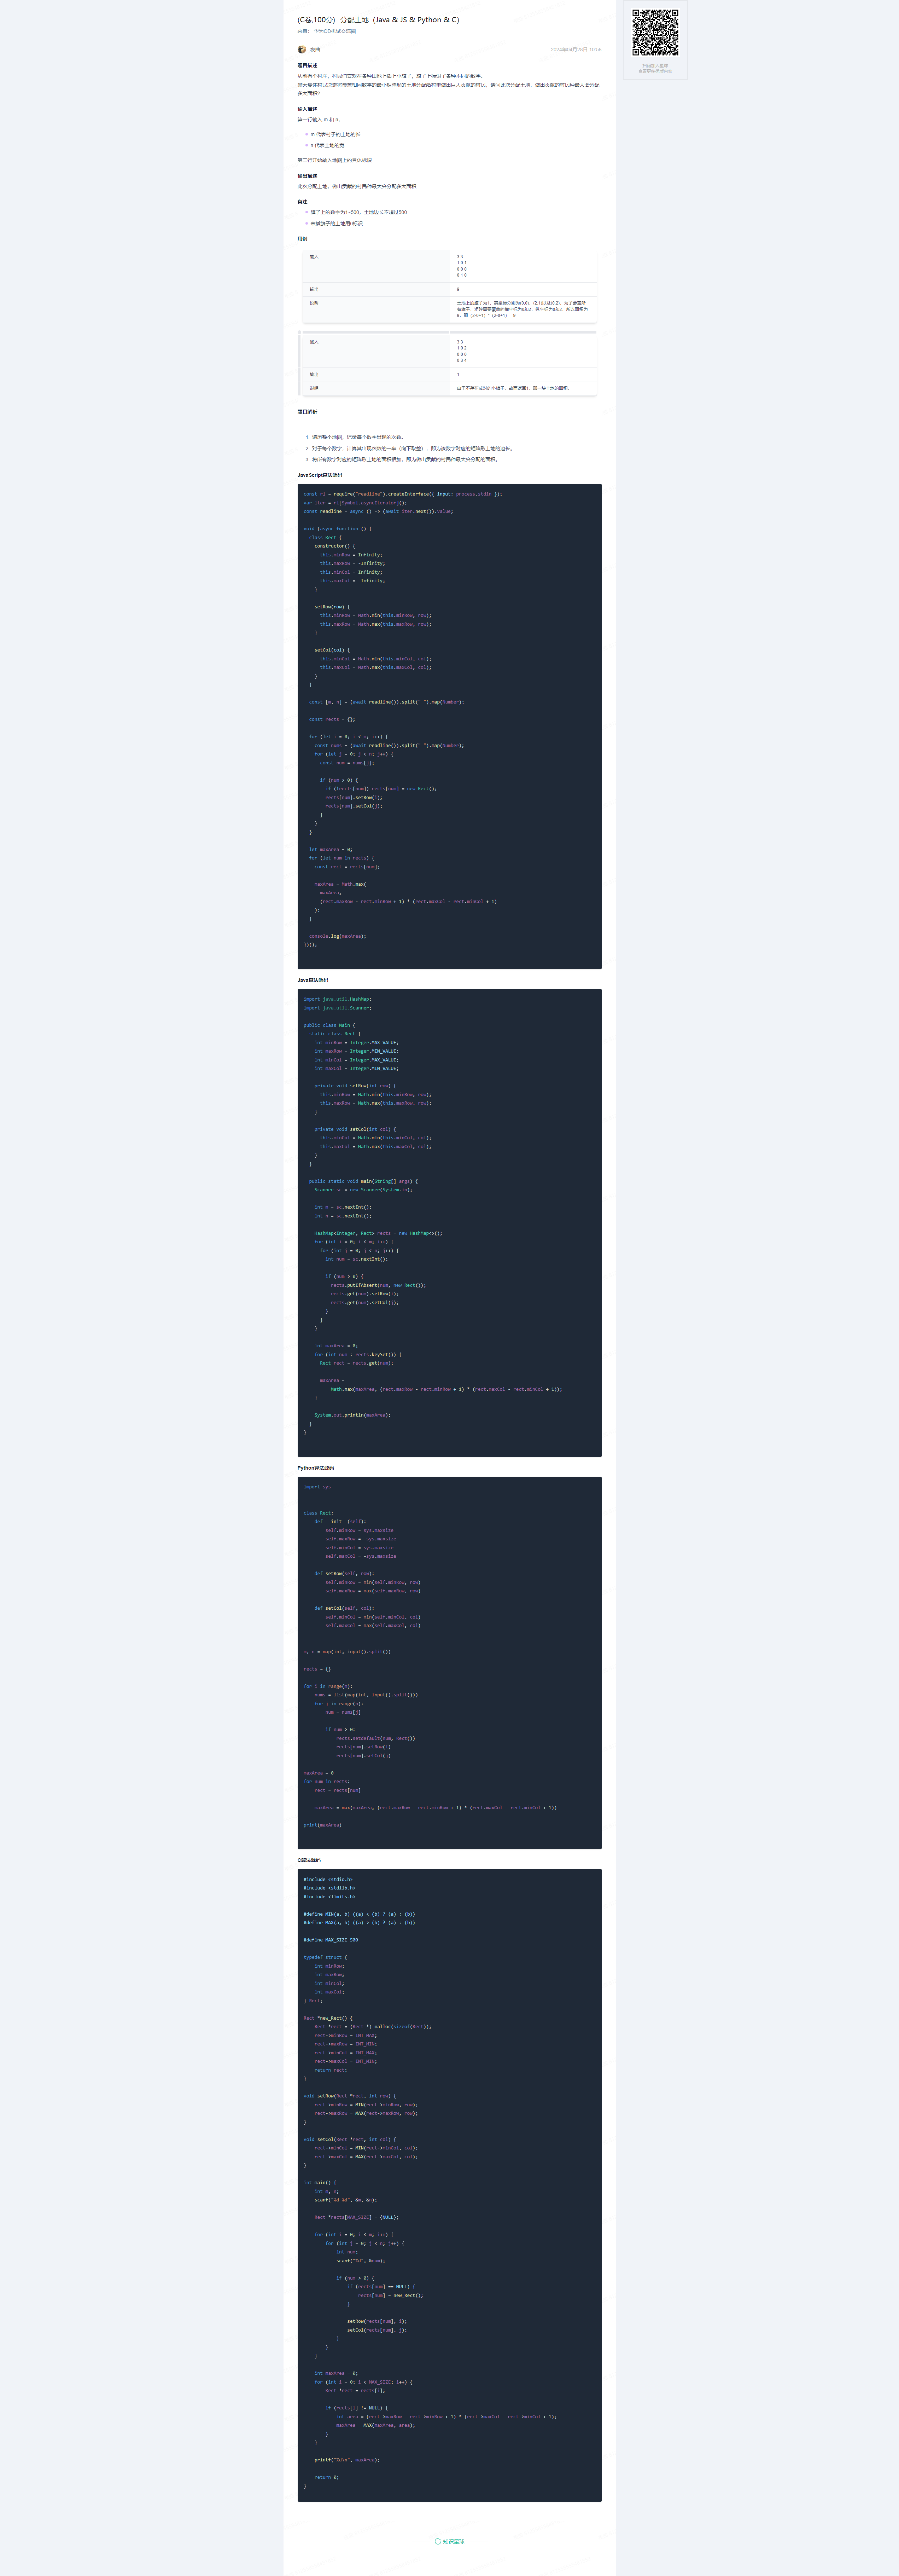 (C卷,100分)- 分配土地（Java & JS & Python & C）
来自： 华为OD机试欢乐圈
扫码加入星球
查看更多优质内容
题目描述
从前有个村庄，村民们喜欢在各种田地上插上小旗子，旗子上标识了各种不同的数字。
某天集体村民决定将覆盖相同数字的最小矩阵形的土地分配给村里做出巨大贡献的村民，请问此次分配土地，做出贡献的村民种最大会分配
多大面积?
输入描述
第一行输入 m 和 n，
m 代表村子的土地的长
n 代表土地的宽
第二行开始输入地图上的具体标识
输出描述
此次分配土地，做出贡献的村民种最大会分配多大面积
备注
旗子上的数字为1~500，土地边长不超过500
未插旗子的土地用0标识
用例
输入
3 3
1 0 1
0 0 0
0 1 0
输出
9
说明
土地上的旗子为1，其坐标分别为(0,0)，(2,1)以及(0,2)，为了覆盖所
有旗子，矩阵需要覆盖的横坐标为0和2，纵坐标为0和2，所以面积为
9，即（2-0+1）*（2-0+1）= 9
输入
3 3
1 0 2
0 0 0
0 3 4
输出
1
说明
由于不存在成对的小旗子，故而返回1，即一块土地的面积。
题目解析
1. 遍历整个地图，记录每个数字出现的次数。
2. 对于每个数字，计算其出现次数的一半（向下取整），即为该数字对应的矩阵形土地的边长。
3. 将所有数字对应的矩阵形土地的面积相加，即为做出贡献的村民种最大会分配的面积。
JavaScript算法源码
const rl = require("readline").createInterface({ input: process.stdin });
var iter = rl[Symbol.asyncIterator]();
const readline = async () => (await iter.next()).value;
void (async function () {
class Rect {
constructor() {
this.minRow = Infinity;
this.maxRow = -Infinity;
this.minCol = Infinity;
this.maxCol = -Infinity;
}
setRow(row) {
this.minRow = Math.min(this.minRow, row);
this.maxRow = Math.max(this.maxRow, row);
}
setCol(col) {
this.minCol = Math.min(this.minCol, col);
this.maxCol = Math.max(this.maxCol, col);
}
}
const [m, n] = (await readline()).split(" ").map(Number);
const rects = {};
for (let i = 0; i < m; i++) {
const nums = (await readline()).split(" ").map(Number);
for (let j = 0; j < n; j++) {
const num = nums[j];
if (num > 0) {
if (!rects[num]) rects[num] = new Rect();
rects[num].setRow(i);
rects[num].setCol(j);
}
}
}
let maxArea = 0;
for (let num in rects) {
const rect = rects[num];
maxArea = Math.max(
maxArea,
(rect.maxRow - rect.minRow + 1) * (rect.maxCol - rect.minCol + 1)
);
}
console.log(maxArea);
})();
Java算法源码
import java.util.HashMap;
import java.util.Scanner;
public class Main {
static class Rect {
int minRow = Integer.MAX_VALUE;
int maxRow = Integer.MIN_VALUE;
int minCol = Integer.MAX_VALUE;
int maxCol = Integer.MIN_VALUE;
private void setRow(int row) {
this.minRow = Math.min(this.minRow, row);
this.maxRow = Math.max(this.maxRow, row);
}
private void setCol(int col) {
this.minCol = Math.min(this.minCol, col);
this.maxCol = Math.max(this.maxCol, col);
}
}
public static void main(String[] args) {
Scanner sc = new Scanner(System.in);
int m = sc.nextInt();
int n = sc.nextInt();
HashMap<Integer, Rect> rects = new HashMap<>();
for (int i = 0; i < m; i++) {
for (int j = 0; j < n; j++) {
int num = sc.nextInt();
if (num > 0) {
rects.putIfAbsent(num, new Rect());
rects.get(num).setRow(i);
rects.get(num).setCol(j);
}
}
}
int maxArea = 0;
for (int num : rects.keySet()) {
Rect rect = rects.get(num);
maxArea =
Math.max(maxArea, (rect.maxRow - rect.minRow + 1) * (rect.maxCol - rect.minCol + 1));
}
System.out.println(maxArea);
}
}
Python算法源码
import sys
class Rect:
def __init__(self):
self.minRow = sys.maxsize
self.maxRow = -sys.maxsize
self.minCol = sys.maxsize
self.maxCol = -sys.maxsize
def setRow(self, row):
self.minRow = min(self.minRow, row)
self.maxRow = max(self.maxRow, row)
def setCol(self, col):
self.minCol = min(self.minCol, col)
self.maxCol = max(self.maxCol, col)
m, n = map(int, input().split())
rects = {}
for i in range(m):
nums = list(map(int, input().split()))
for j in range(n):
num = nums[j]
if num > 0:
rects.setdefault(num, Rect())
rects[num].setRow(i)
rects[num].setCol(j)
maxArea = 0
for num in rects:
rect = rects[num]
maxArea = max(maxArea, (rect.maxRow - rect.minRow + 1) * (rect.maxCol - rect.minCol + 1))
print(maxArea)
C算法源码
#include <stdio.h>
#include <stdlib.h>
#include <limits.h>
#define MIN(a, b) ((a) < (b) ? (a) : (b))
#define MAX(a, b) ((a) > (b) ? (a) : (b))
#define MAX_SIZE 500
typedef struct {
int minRow;
int maxRow;
int minCol;
int maxCol;
} Rect;
Rect *new_Rect() {
Rect *rect = (Rect *) malloc(sizeof(Rect));
rect->minRow = INT_MAX;
rect->maxRow = INT_MIN;
rect->minCol = INT_MAX;
rect->maxCol = INT_MIN;
return rect;
}
void setRow(Rect *rect, int row) {
rect->minRow = MIN(rect->minRow, row);
rect->maxRow = MAX(rect->maxRow, row);
}
void setCol(Rect *rect, int col) {
rect->minCol = MIN(rect->minCol, col);
rect->maxCol = MAX(rect->maxCol, col);
}
int main() {
int m, n;
scanf("%d %d", &m, &n);
Rect *rects[MAX_SIZE] = {NULL};
for (int i = 0; i < m; i++) {
for (int j = 0; j < n; j++) {
int num;
scanf("%d", &num);
if (num > 0) {
if (rects[num] == NULL) {
rects[num] = new_Rect();
}
setRow(rects[num], i);
setCol(rects[num], j);
}
}
}
int maxArea = 0;
for (int i = 0; i < MAX_SIZE; i++) {
Rect *rect = rects[i];
if (rects[i] != NULL) {
int area = (rect->maxRow - rect->minRow + 1) * (rect->maxCol - rect->minCol + 1);
maxArea = MAX(maxArea, area);
}
}
printf("%d\n", maxArea);
return 0;
}
知识星球